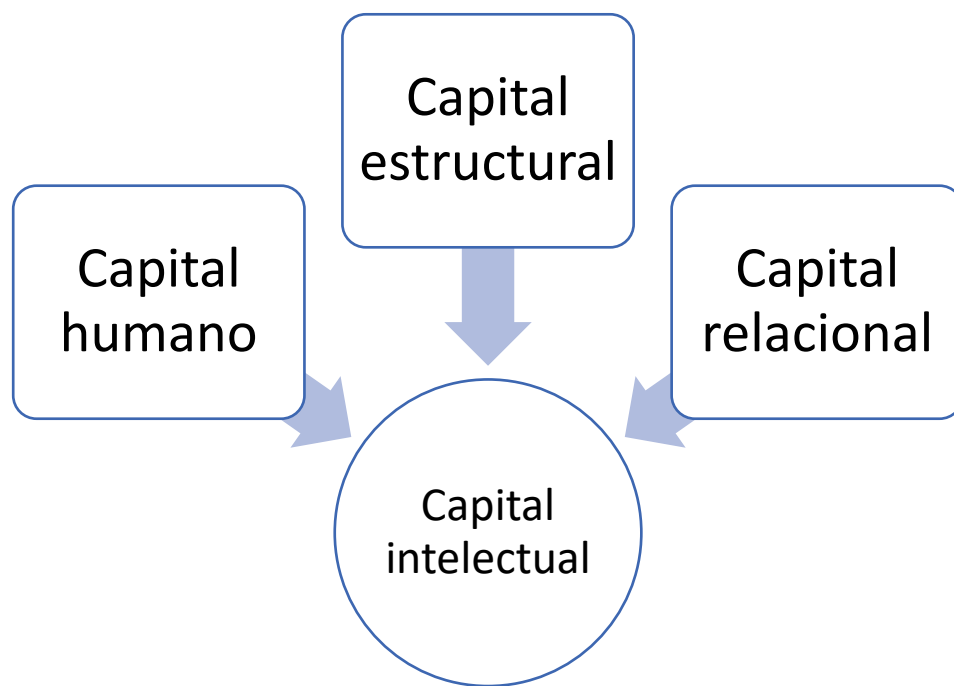 Capital
humano
Capital
estructural
Capital
relacional
Capital
intelectual